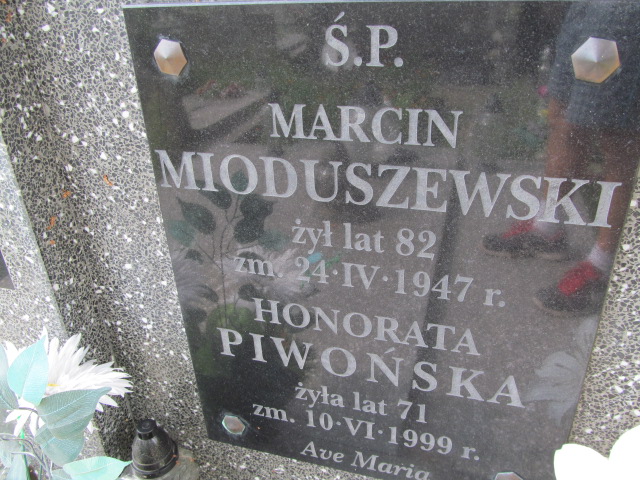 Ś.P.
MARCIN
MIODUSZEWSKI
żył lat 82
zm. 24·IV·1947 r.
HONORATA
PIWOŃSKA
żyła lat 71
zm. 10·VI·1999 r.
Ave Maria